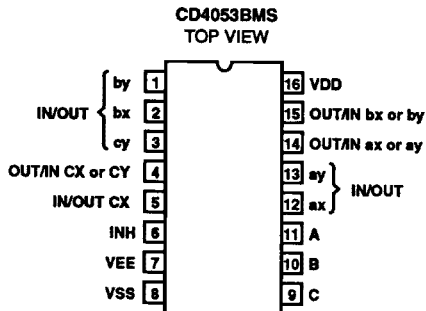 CD4053BMS
TOP VIEW
by 1 16 VDD
IN/OUT bx 2 15 OUT/IN bx or by
cy 3 14 OUT/IN ax or ay
OUT/IN CX or CY 4 13 ay IN/OUT
IN/OUT CX 5 12 ax
INH 6 11 A
VEE 7 10 B
VSS 8 9 C